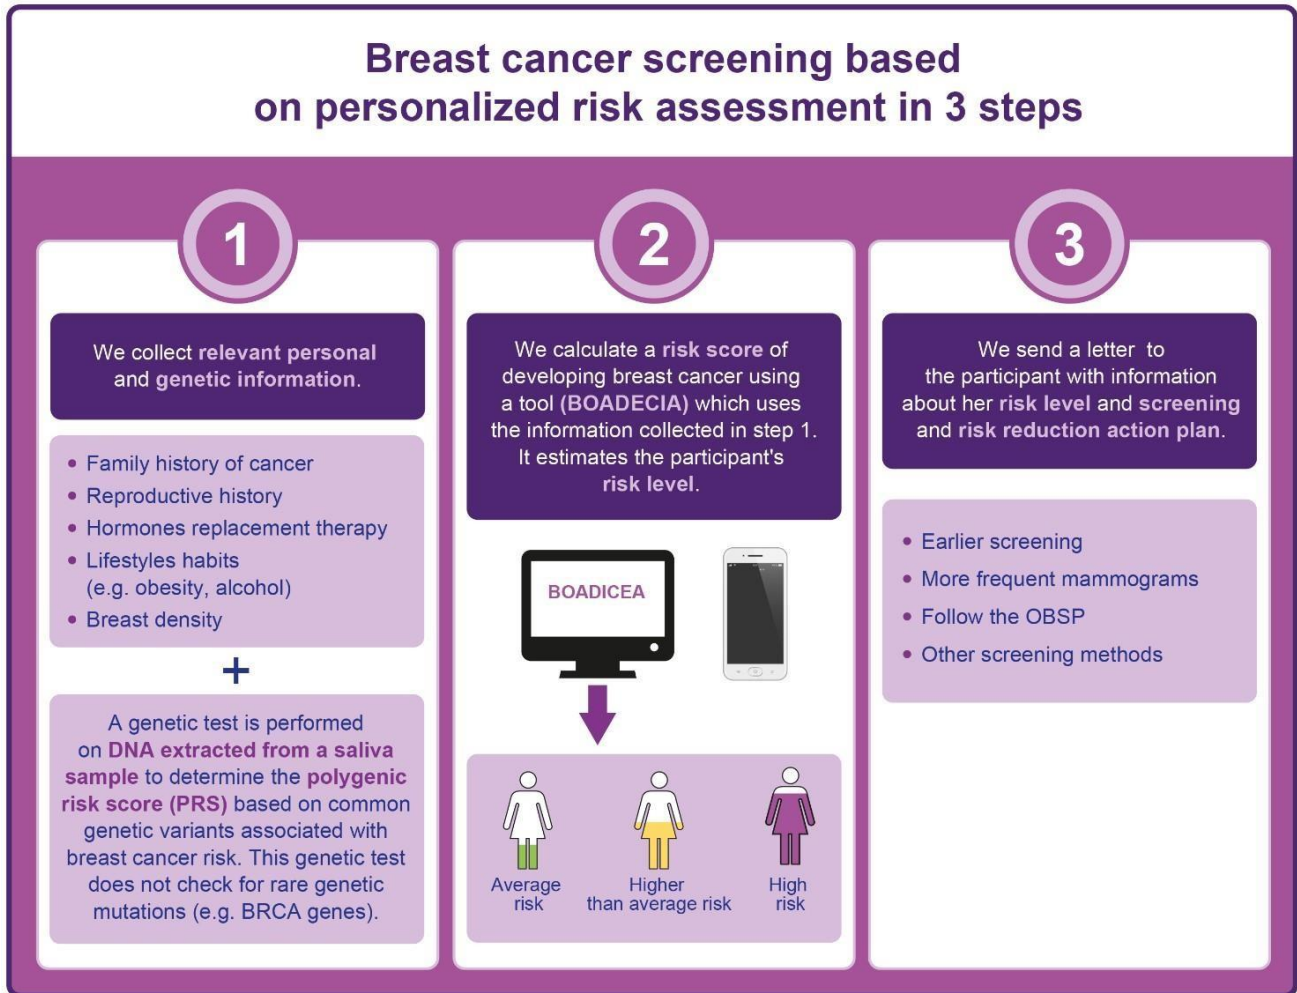 Breast cancer screening based
on personalized risk assessment in 3 steps
1
We collect relevant personal
and genetic information.
• Family history of cancer
• Reproductive history
• Hormones replacement therapy
• Lifestyles habits
(e.g. obesity, alcohol)
• Breast density
+
A genetic test is performed
on DNA extracted from a saliva
sample to determine the polygenic
risk score (PRS) based on common
genetic variants associated with
breast cancer risk. This genetic test
does not check for rare genetic
mutations (e.g. BRCA genes).
2
We calculate a risk score of
developing breast cancer using
a tool (BOADECIA) which uses
the information collected in step 1.
It estimates the participant's
risk level.
BOADICEA
Average
risk
Higher
than average risk
High
risk
3
We send a letter to
the participant with information
about her risk level and screening
and risk reduction action plan.
• Earlier screening
• More frequent mammograms
• Follow the OBSP
• Other screening methods